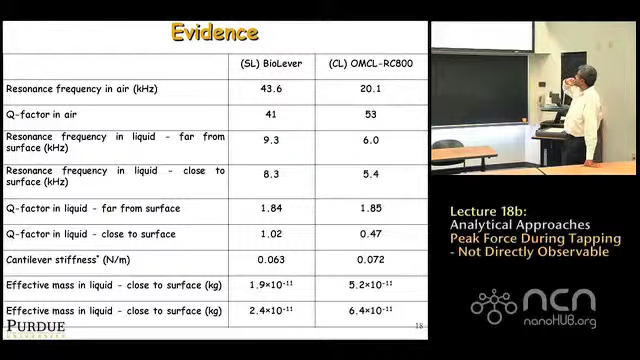 Evidence
(SL) BioLever (CL) OMCL-RC800
Resonance frequency in air (kHz) 43.6 20.1
Q-factor in air 41 53
Resonance frequency in liquid - far from
surface (kHz) 9.3 6.0
Resonance frequency in liquid - close to
surface (kHz) 8.3 5.4
Q-factor in liquid - far from surface 1.84 1.85
Q-factor in liquid - close to surface 1.02 0.47
Cantilever stiffness* (N/m) 0.063 0.072
Effective mass in liquid - close to surface (kg) 1.9×10⁻¹¹ 5.2×10⁻¹¹
Effective mass in liquid - close to surface (kg) 2.4×10⁻¹¹ 6.4×10⁻¹¹
PURDUE
UNIVERSITY
18
Lecture 18b:
Analytical Approaches
Peak Force During Tapping
- Not Directly Observable
ncn
nanoHUB.org